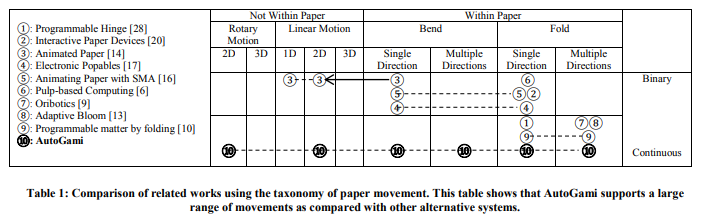 ①: Programmable Hinge [28]
②: Interactive Paper Devices [20]
③: Animated Paper [14]
④: Electronic Popables [17]
⑤: Animating Paper with SMA [16]
⑥: Pulp-based Computing [6]
⑦: Oribotics [9]
⑧: Adaptive Bloom [13]
⑨: Programmable matter by folding [10]
⑩: AutoGami
Not Within Paper Within Paper
Rotary Motion Linear Motion Bend Fold
2D 3D 1D 2D 3D Single Direction Multiple Directions Single Direction Multiple Directions
③ ③ ③ ⑥ Binary
⑤ ⑤ ②
④ ④
① ⑦ ⑧
⑨ ⑨
⑩ ⑩ ⑩ ⑩ ⑩ ⑩ Continuous
Table 1: Comparison of related works using the taxonomy of paper movement. This table shows that AutoGami supports a large
range of movements as compared with other alternative systems.